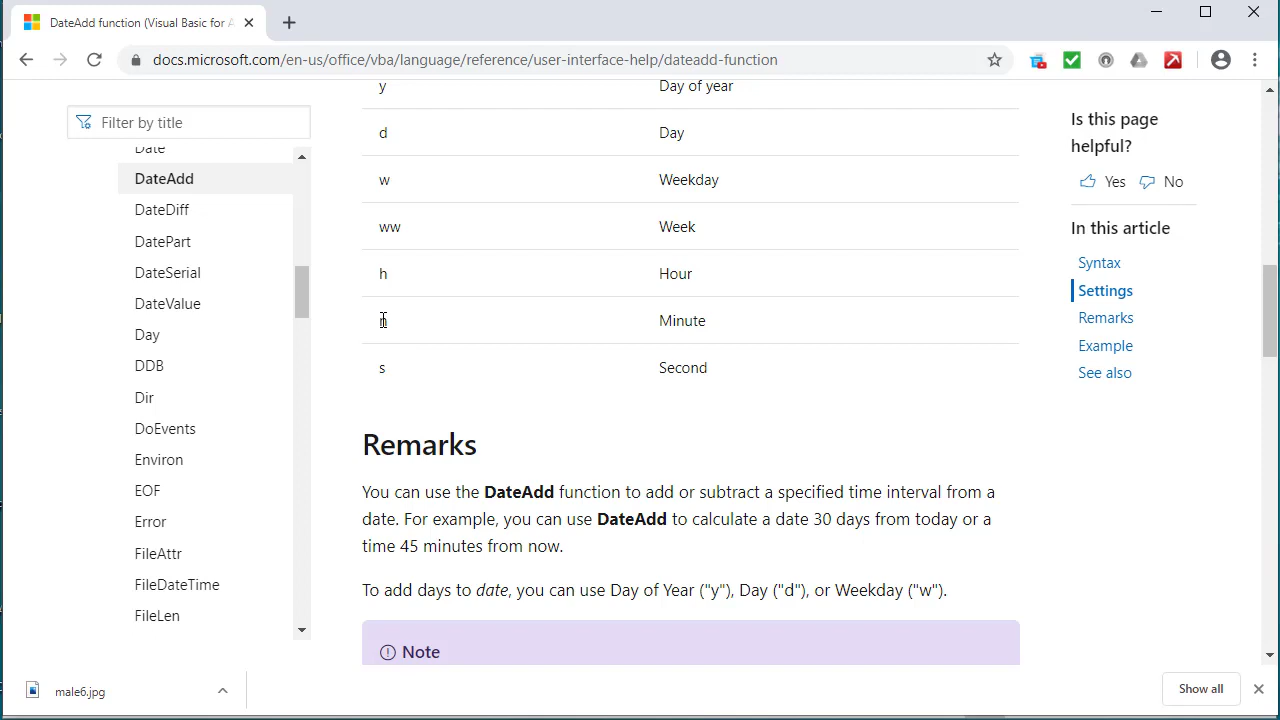 DateAdd function (Visual Basic for A
docs.microsoft.com/en-us/office/vba/language/reference/user-interface-help/dateadd-function
Filter by title
Date
DateAdd
DateDiff
DatePart
DateSerial
DateValue
Day
DDB
Dir
DoEvents
Environ
EOF
Error
FileAttr
FileDateTime
FileLen
y Day of year
d Day
w Weekday
ww Week
h Hour
n Minute
s Second
Remarks
You can use the DateAdd function to add or subtract a specified time interval from a
date. For example, you can use DateAdd to calculate a date 30 days from today or a
time 45 minutes from now.
To add days to date, you can use Day of Year ("y"), Day ("d"), or Weekday ("w").
Note
Is this page
helpful?
Yes No
In this article
Syntax
Settings
Remarks
Example
See also
male6.jpg
Show all